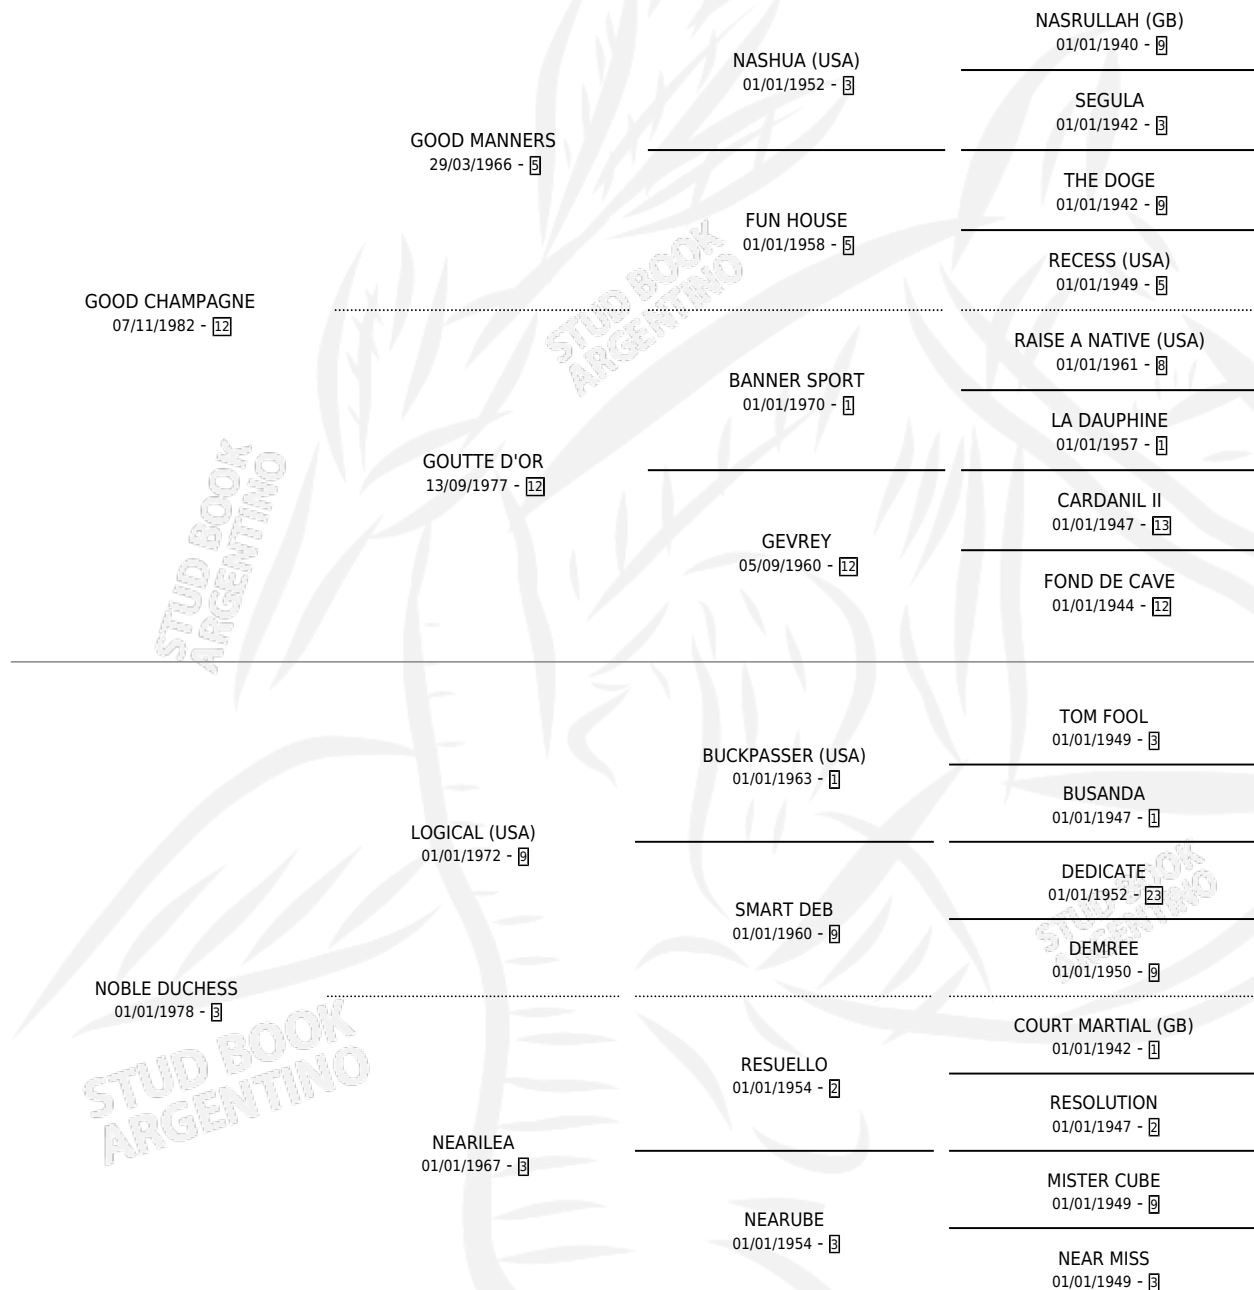 NASRULLAH (GB)
01/01/1940 - 9
NASHUA (USA)
01/01/1952 - 3
SEGULA
01/01/1942 - 3
GOOD MANNERS
29/03/1966 - 5
THE DOGE
01/01/1942 - 9
FUN HOUSE
01/01/1958 - 5
RECESS (USA)
01/01/1949 - 5
GOOD CHAMPAGNE
07/11/1982 - 12
RAISE A NATIVE (USA)
01/01/1961 - 8
BANNER SPORT
01/01/1970 - 1
LA DAUPHINE
01/01/1957 - 1
GOUTTE D'OR
13/09/1977 - 12
CARDANIL II
01/01/1947 - 13
GEVREY
05/09/1960 - 12
FOND DE CAVE
01/01/1944 - 12
TOM FOOL
01/01/1949 - 3
BUCKPASSER (USA)
01/01/1963 - 1
BUSANDA
01/01/1947 - 1
LOGICAL (USA)
01/01/1972 - 9
DEDICATE
01/01/1952 - 23
SMART DEB
01/01/1960 - 9
DEMREE
01/01/1950 - 9
NOBLE DUCHESS
01/01/1978 - 3
COURT MARTIAL (GB)
01/01/1942 - 1
RESUELLO
01/01/1954 - 2
RESOLUTION
01/01/1947 - 2
NEARILEA
01/01/1967 - 3
MISTER CUBE
01/01/1949 - 9
NEARUBE
01/01/1954 - 3
NEAR MISS
01/01/1949 - 3
STUD BOOK
ARGENTINO
STUD BOOK
ARGENTINO
STUD BOOK
ARGENTINO
STUD BOOK
ARGENTINO